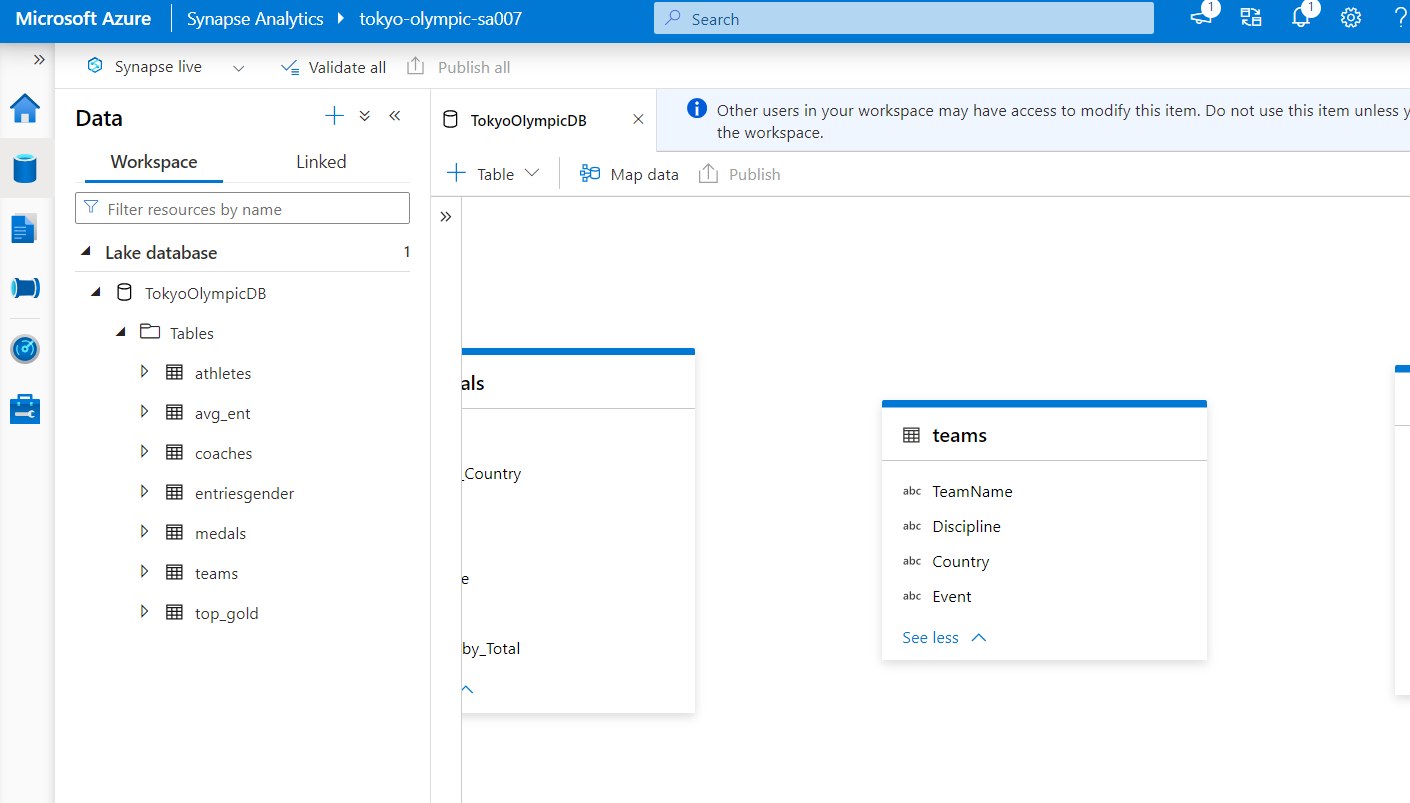 Microsoft Azure
Synapse Analytics
tokyo-olympic-sa007
Search
1
1
Synapse live
Validate all
Publish all
Data
Workspace
Linked
Filter resources by name
Lake database
1
TokyoOlympicDB
Tables
athletes
avg_ent
coaches
entriesgender
medals
teams
top_gold
TokyoOlympicDB
Other users in your workspace may have access to modify this item. Do not use this item unless y
the workspace.
Table
Map data
Publish
als
_Country
e
by_Total
teams
abc TeamName
abc Discipline
abc Country
abc Event
See less